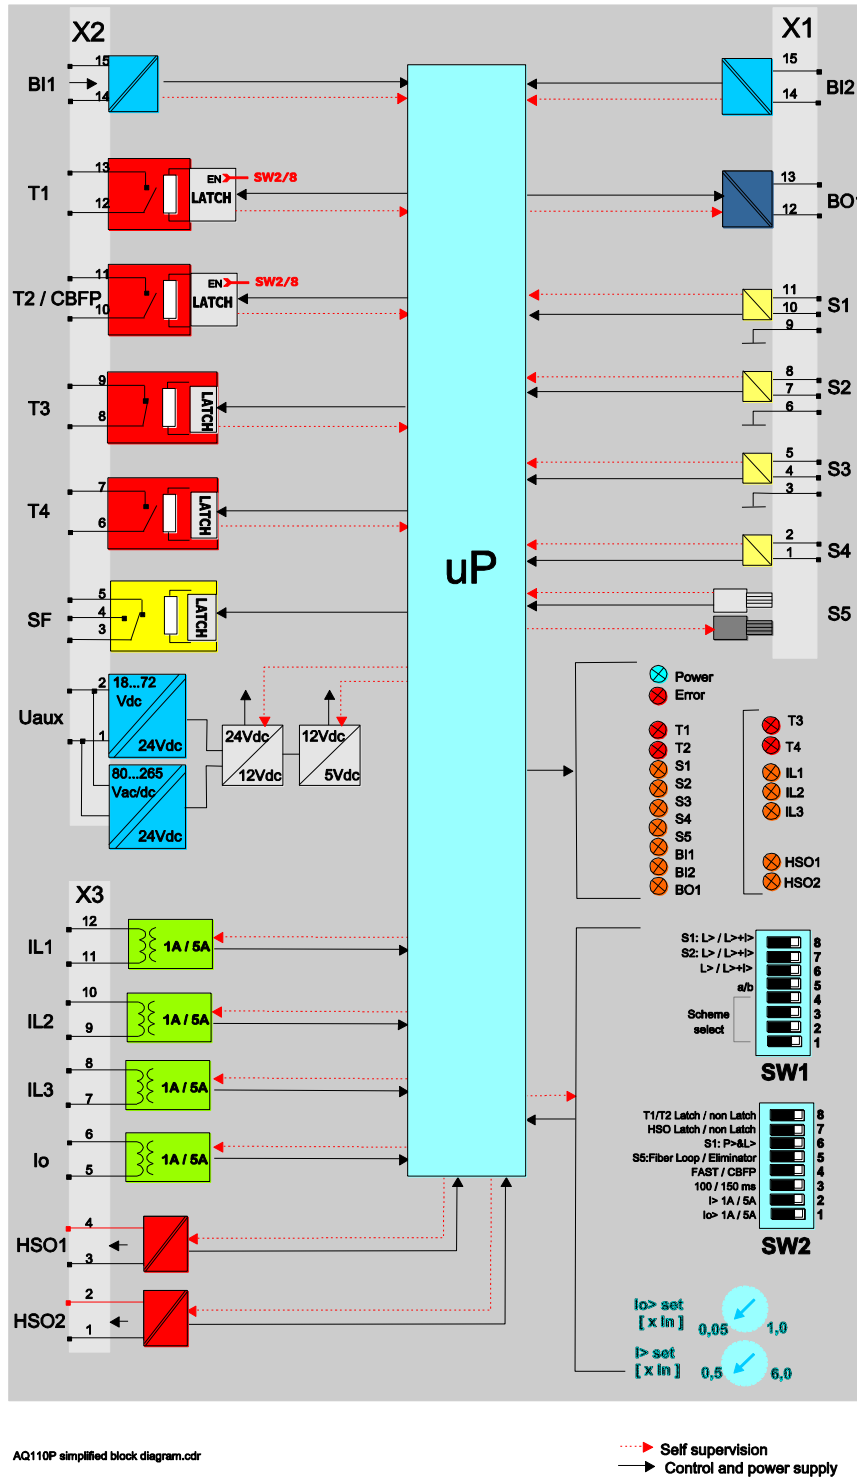 X2
X1
15
BI1
14
15
14
BI2
13
T1
12
EN
SW2/8
LATCH
13
12
BO1
11
T2 / CBFP
10
EN
SW2/8
LATCH
11
10
9
S1
9
T3
8
LATCH
8
7
6
S2
7
T4
6
LATCH
5
4
3
S3
2
1
S4
uP
5
4
3
SF
LATCH
S5
2
Uaux
1
18...72
Vdc
24Vdc
80...265
Vac/dc
24Vdc
24Vdc
12Vdc
12Vdc
5Vdc
Power
Error
T1
T2
S1
S2
S3
S4
S5
BI1
BI2
BO1
T3
T4
IL1
IL2
IL3
HSO1
HSO2
X3
12
IL1
11
1A / 5A
10
IL2
9
1A / 5A
8
IL3
7
1A / 5A
6
Io
5
1A / 5A
4
HSO1
3
2
HSO2
1
S1: L> / L>+I>
S2: L> / L>+I>
L> / L>+I>
a/b
Scheme
select
8
7
6
5
4
3
2
1
SW1
T1/T2 Latch / non Latch
HSO Latch / non Latch
S1: P>&L>
S5:Fiber Loop / Eliminator
FAST / CBFP
100 / 150 ms
I> 1A / 5A
Io> 1A / 5A
8
7
6
5
4
3
2
1
SW2
Io> set
[ x In ]
0,05
1,0
I> set
[ x In ]
0,5
6,0
AQ110P simplified block diagram.cdr
Self supervision
Control and power supply